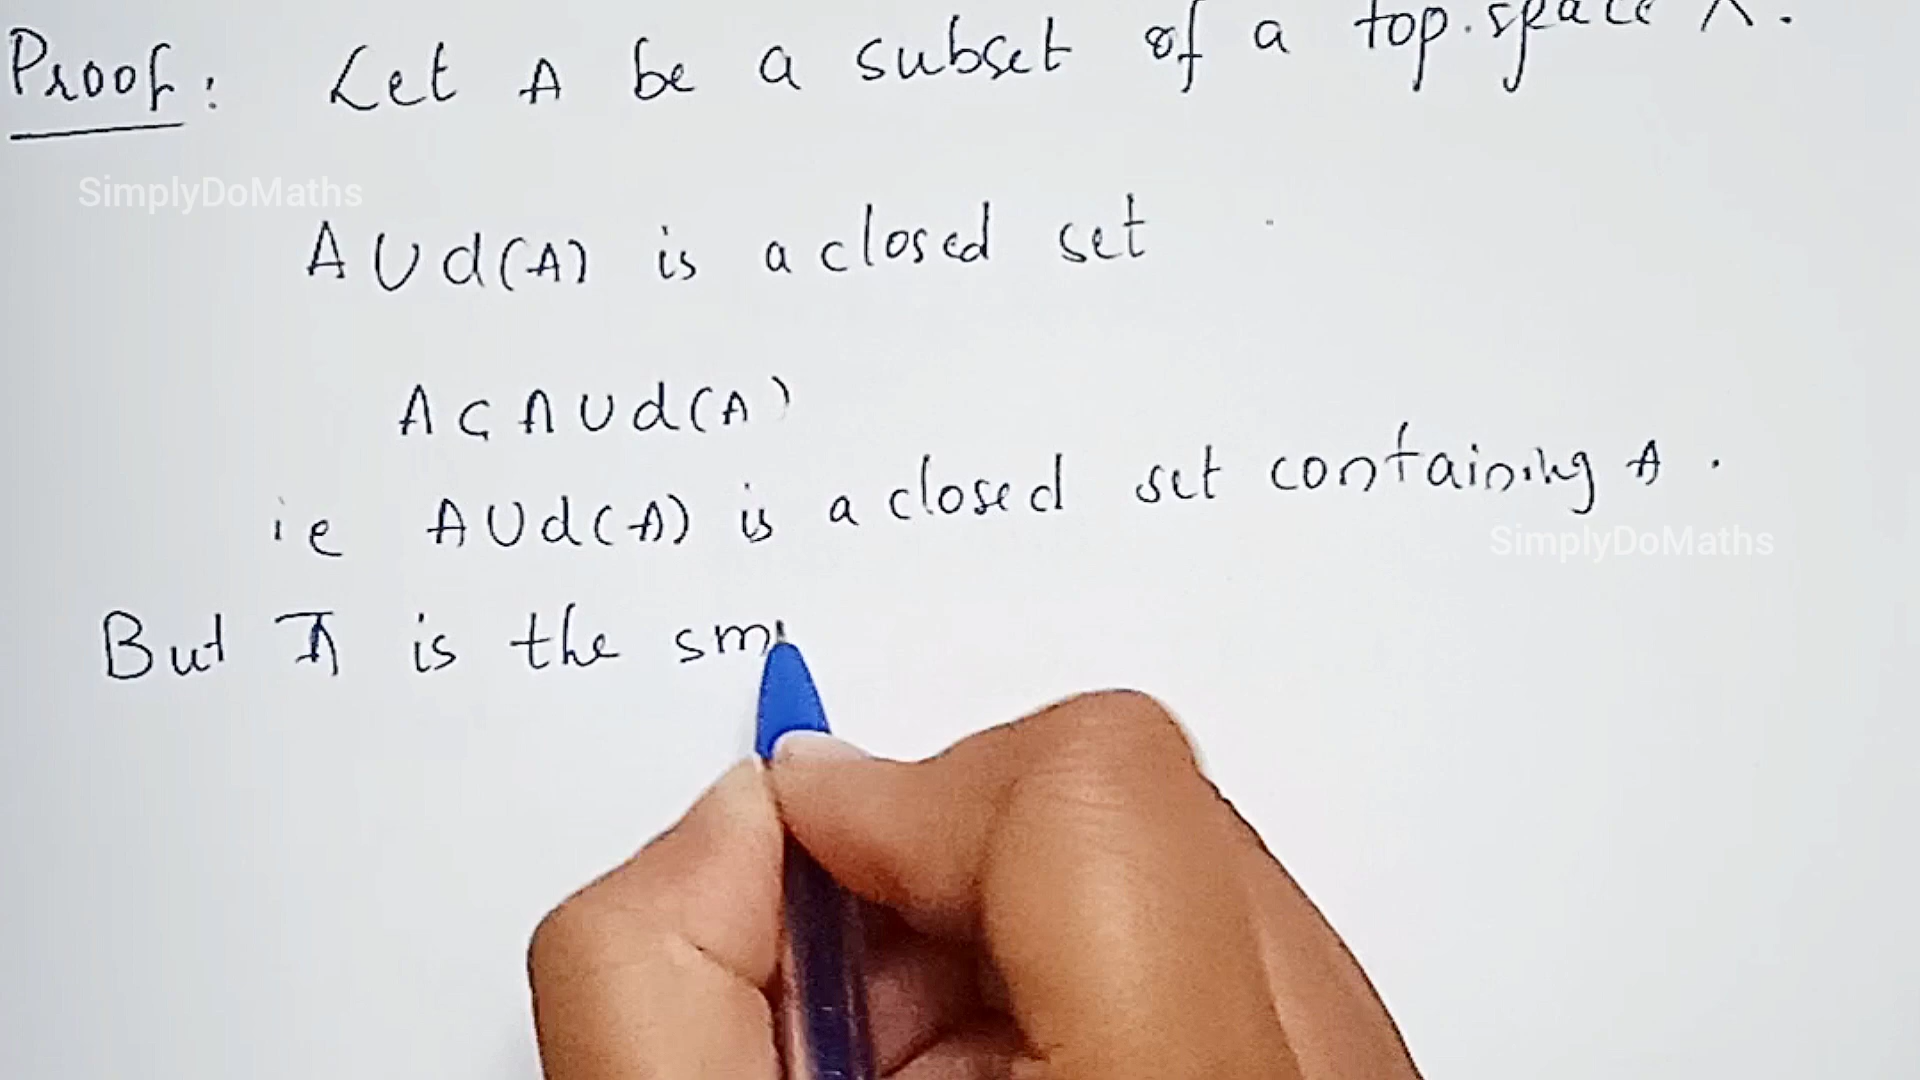 Proof: Let A be a subset of a top. space X.
SimplyDoMaths
A ∪ d(A) is a closed set
A ⊂ A ∪ d(A)
ie A ∪ d(A) is a closed set containing A.
SimplyDoMaths
But Ā is the sm